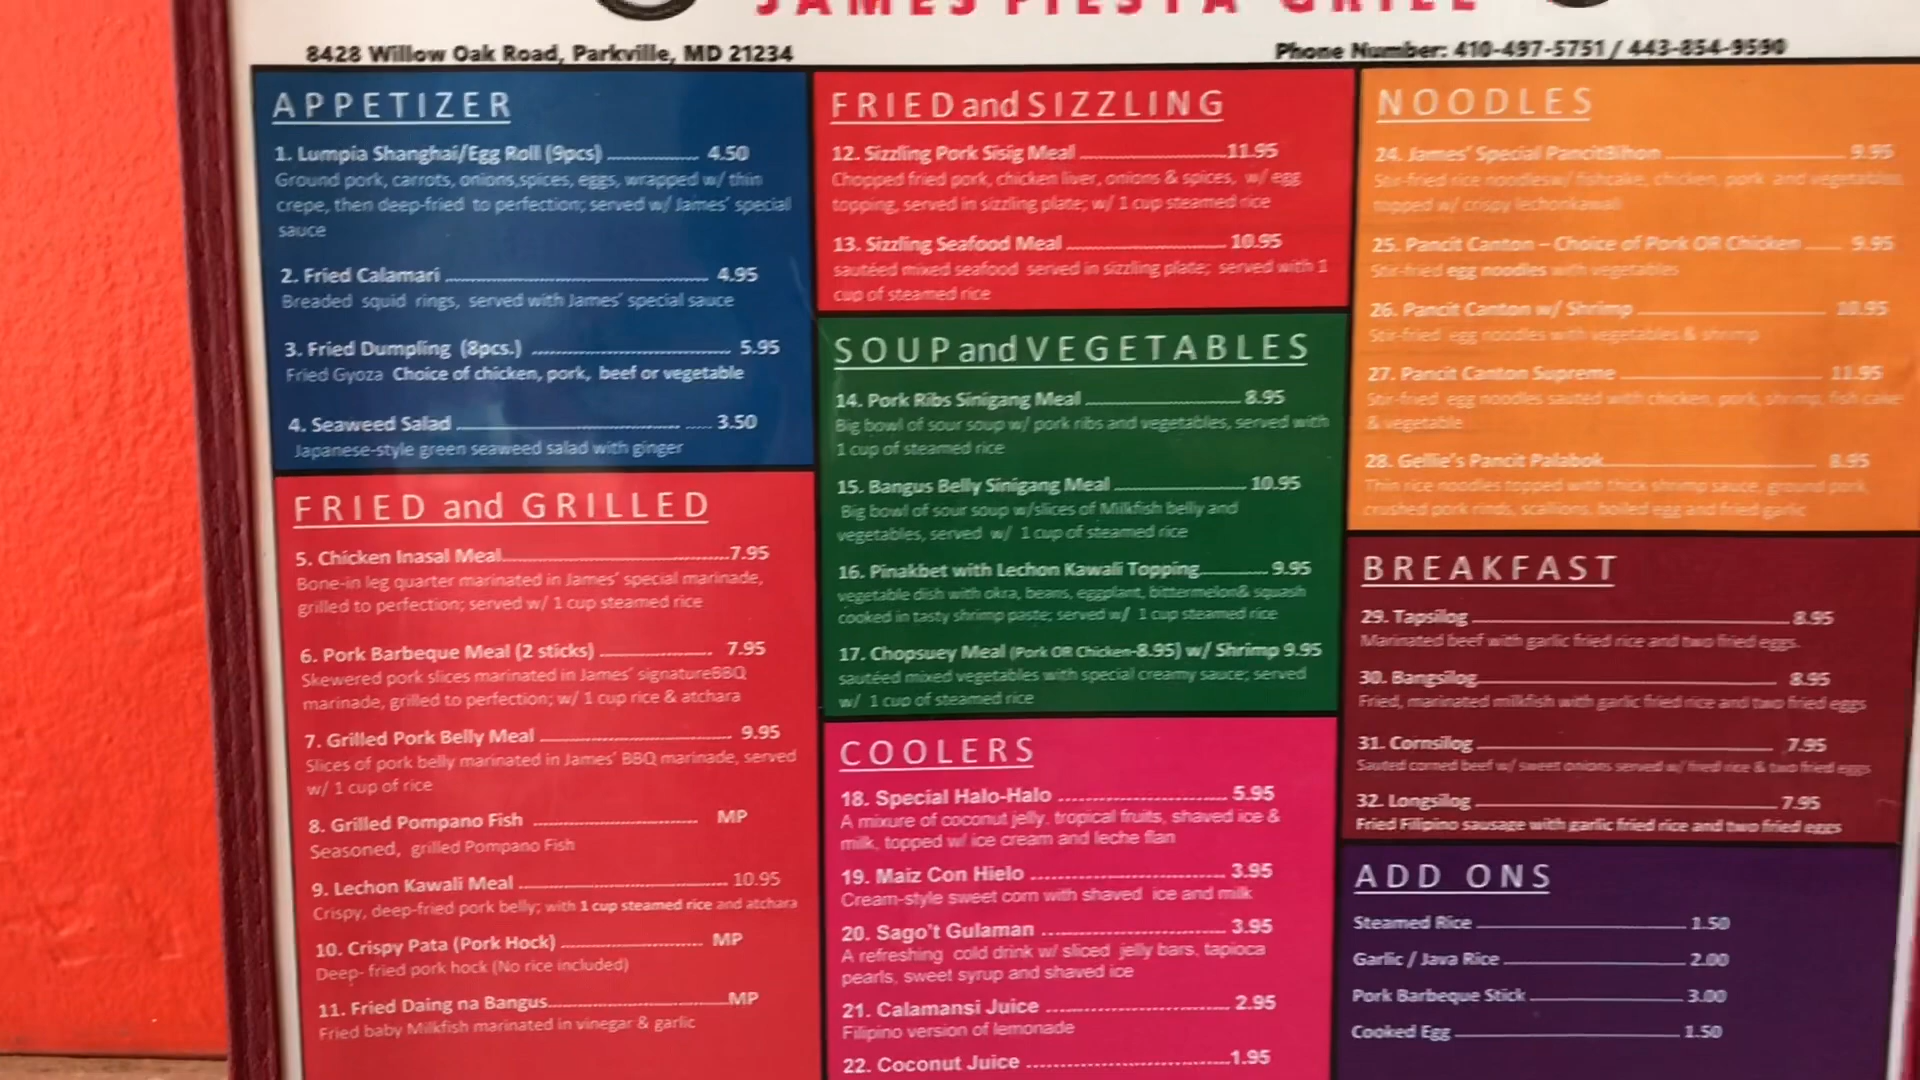 JAMES FIESTA GRILL
8428 Willow Oak Road, Parkville, MD 21234
Phone Number: 410-497-5751 / 443-854-9590
APPETIZER
1. Lumpia Shanghai/Egg Roll (9pcs) 4.50
Ground pork, carrots, onions,spices, eggs, wrapped w/ thin
crepe, then deep-fried to perfection; served w/ James' special
sauce
2. Fried Calamari 4.95
Breaded squid rings, served with James' special sauce
3. Fried Dumpling (8pcs.) 5.95
Fried Gyoza Choice of chicken, pork, beef or vegetable
4. Seaweed Salad 3.50
Japanese-style green seaweed salad with ginger
FRIED and GRILLED
5. Chicken Inasal Meal 7.95
Bone-in leg quarter marinated in James' special marinade,
grilled to perfection; served w/ 1 cup steamed rice
6. Pork Barbeque Meal (2 sticks) 7.95
Skewered pork slices marinated in James' signatureBBQ
marinade, grilled to perfection; w/ 1 cup rice & atchara
7. Grilled Pork Belly Meal 9.95
Slices of pork belly marinated in James' BBQ marinade, served
w/ 1 cup of rice
8. Grilled Pompano Fish MP
Seasoned, grilled Pompano Fish
9. Lechon Kawali Meal 10.95
Crispy, deep-fried pork belly; with 1 cup steamed rice and atchara
10. Crispy Pata (Pork Hock) MP
Deep- fried pork hock (No rice included)
11. Fried Daing na Bangus MP
Fried baby Milkfish marinated in vinegar & garlic
FRIED and SIZZLING
12. Sizzling Pork Sisig Meal 11.95
Chopped fried pork, chicken liver, onions & spices, w/ egg
topping, served in sizzling plate; w/ 1 cup steamed rice
13. Sizzling Seafood Meal 10.95
sautéed mixed seafood served in sizzling plate; served with 1
cup of steamed rice
SOUP and VEGETABLES
14. Pork Ribs Sinigang Meal 8.95
Big bowl of sour soup w/ pork ribs and vegetables, served with
1 cup of steamed rice
15. Bangus Belly Sinigang Meal 10.95
Big bowl of sour soup w/slices of Milkfish belly and
vegetables, served w/ 1 cup of steamed rice
16. Pinakbet with Lechon Kawali Topping 9.95
vegetable dish with okra, beans, eggplant, bittermelon& squash
cooked in tasty shrimp paste; served w/ 1 cup steamed rice
17. Chopsuey Meal (Pork OR Chicken-8.95) w/ Shrimp 9.95
sautéed mixed vegetables with special creamy sauce; served
w/ 1 cup of steamed rice
COOLERS
18. Special Halo-Halo 5.95
A mixure of coconut jelly, tropical fruits, shaved ice &
milk, topped w/ ice cream and leche flan
19. Maiz Con Hielo 3.95
Cream-style sweet corn with shaved ice and milk
20. Sago't Gulaman 3.95
A refreshing cold drink w/ sliced jelly bars, tapioca
pearls, sweet syrup and shaved ice
21. Calamansi Juice 2.95
Filipino version of lemonade
22. Coconut Juice 1.95
NOODLES
24. James' Special PancitBihon 9.95
Stir-fried rice noodlesw/ fishcake, chicken, pork and vegetables
topped w/ crispy lechonkawali
25. Pancit Canton – Choice of Pork OR Chicken 9.95
Stir-fried egg noodles with vegetables
26. Pancit Canton w/ Shrimp 10.95
Stir-fried egg noodles with vegetables & shrimp
27. Pancit Canton Supreme 11.95
Stir-fried egg noodles sauted with chicken, pork, shrimp, fish cake
& vegetable
28. Gellie's Pancit Palabok 8.95
Thin rice noodles topped with thick shrimp sauce, ground pork,
crushed pork rinds, scallions, boiled egg and fried garlic
BREAKFAST
29. Tapsilog 8.95
Marinated beef with garlic fried rice and two fried eggs.
30. Bangsilog 8.95
Fried, marinated milkfish with garlic fried rice and two fried eggs
31. Cornsilog 7.95
Sauted corned beef w/ sweet onions served w/ fried rice & two fried eggs
32. Longsilog 7.95
Fried Filipino sausage with garlic fried rice and two fried eggs
ADD ONS
Steamed Rice 1.50
Garlic / Java Rice 2.00
Pork Barbeque Stick 3.00
Cooked Egg 1.50